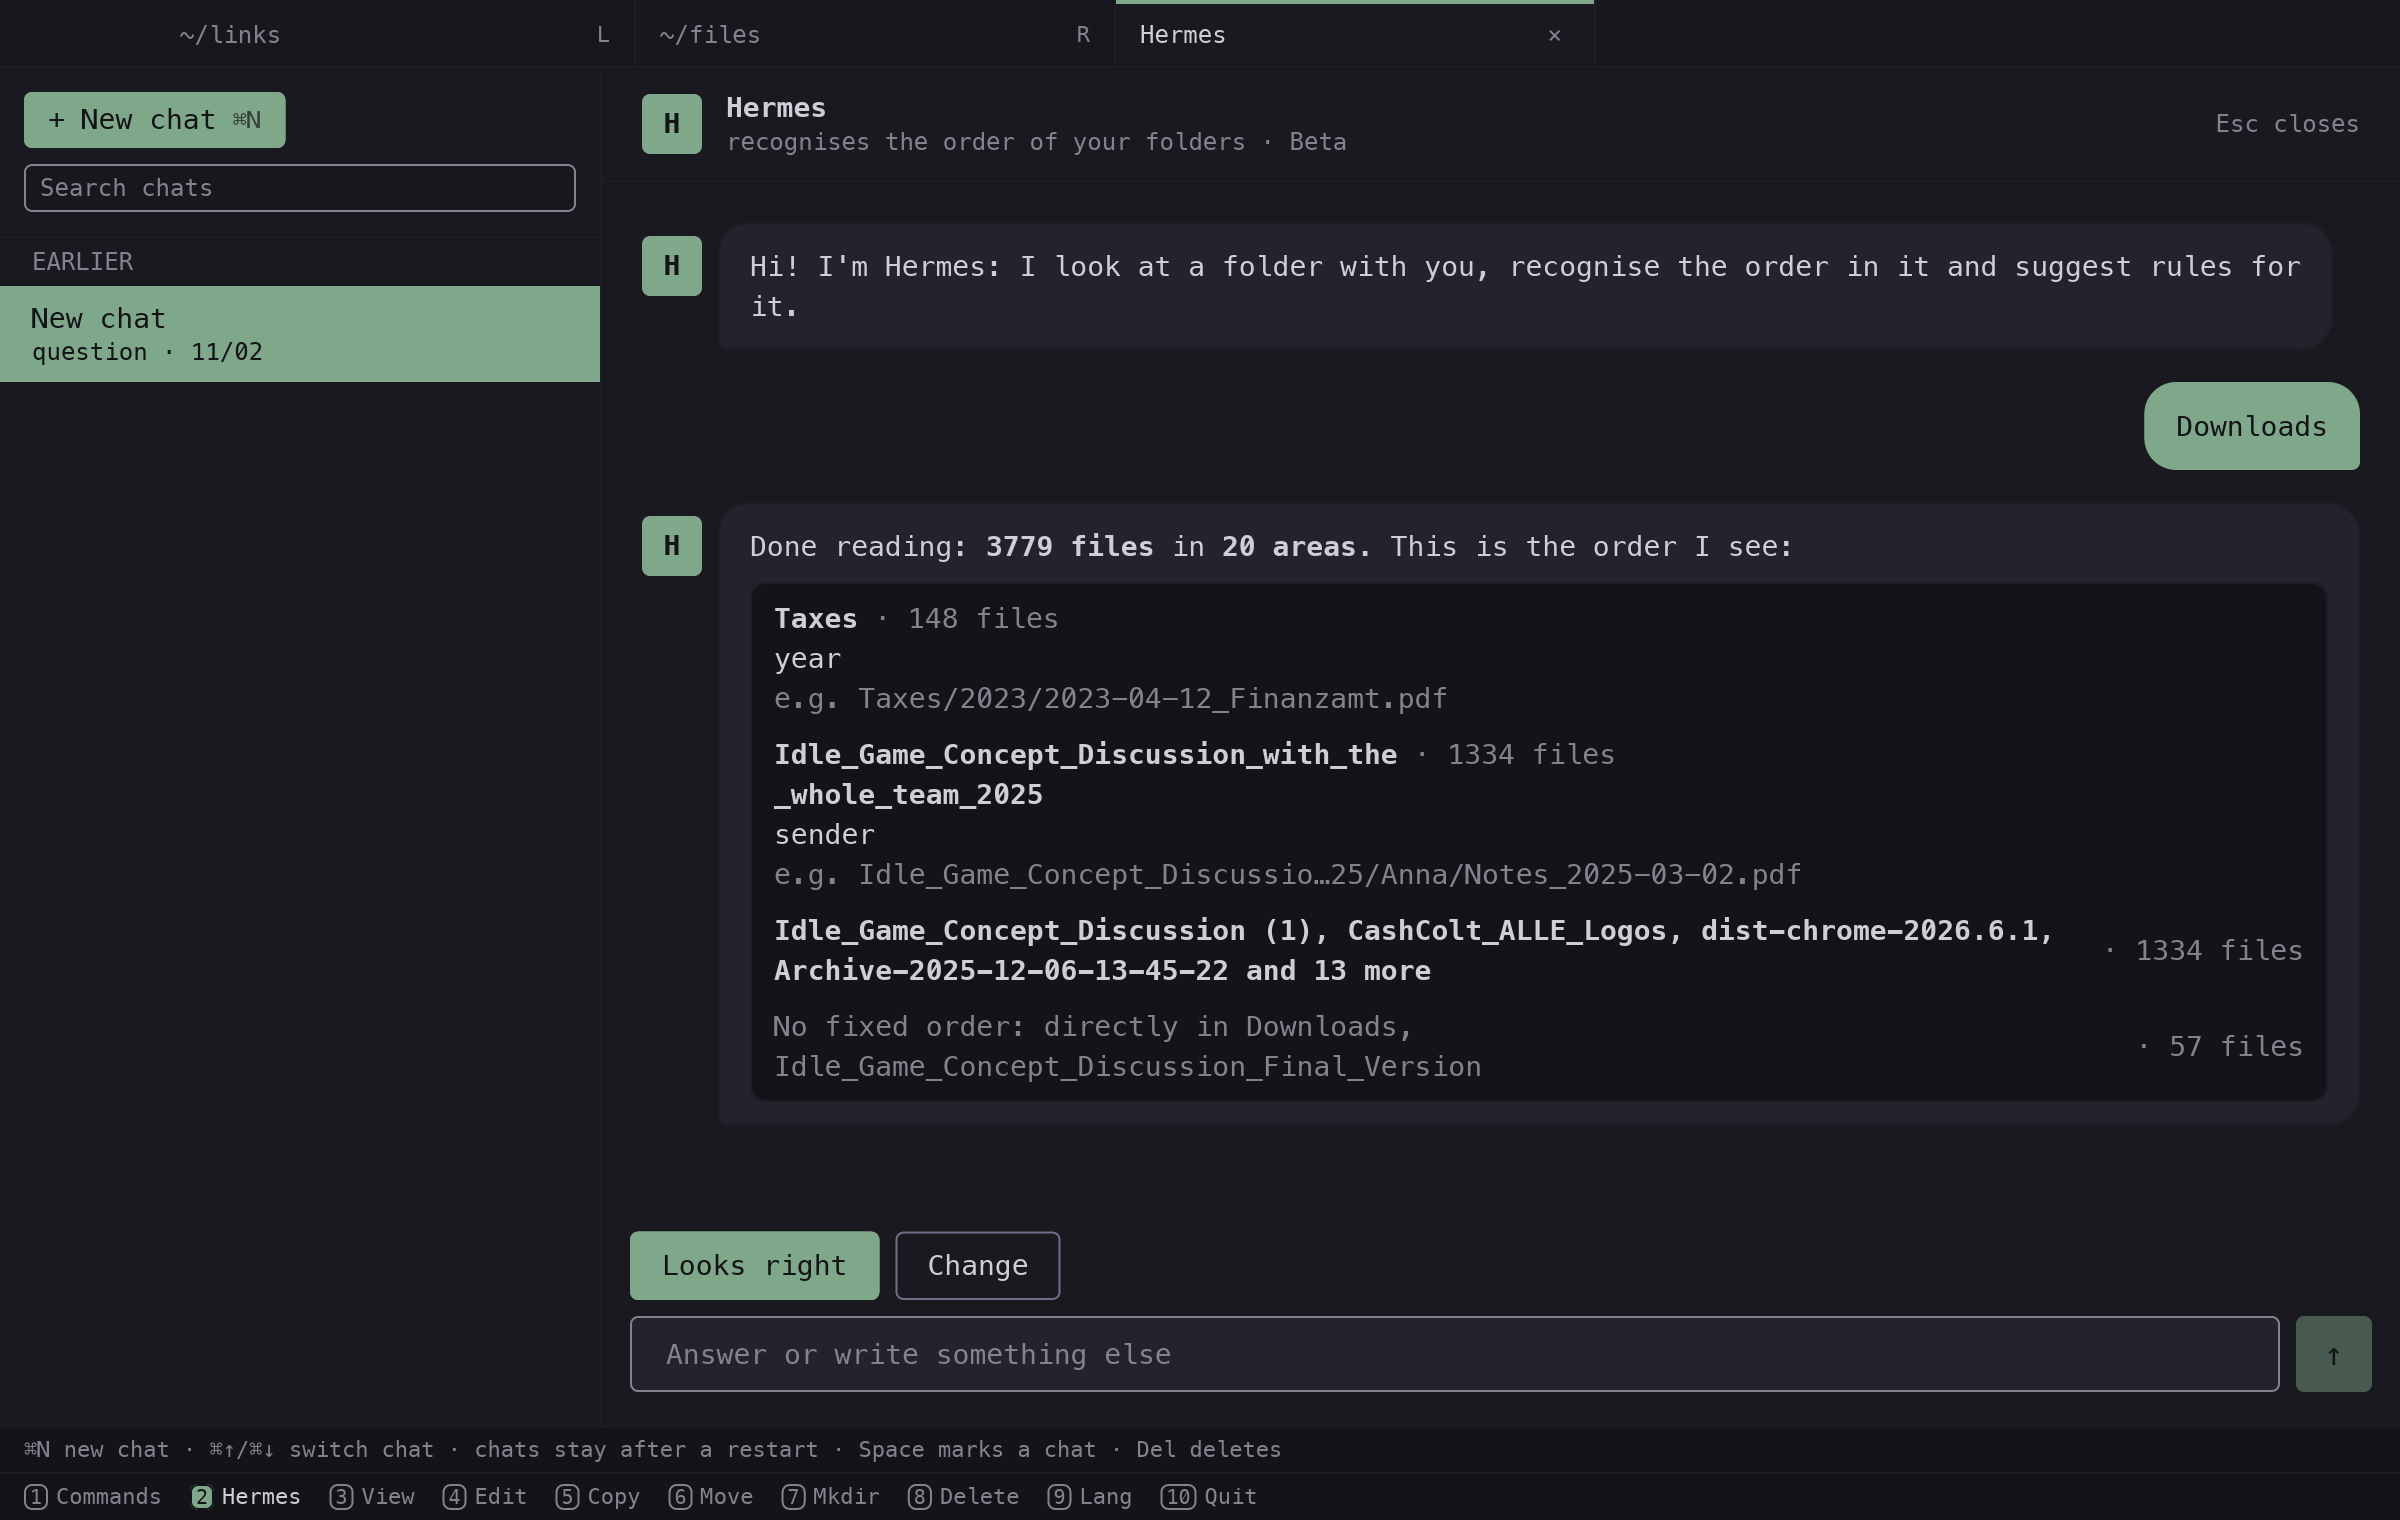 ~/links L ~/files R Hermes ×
+ New chat ⌘N
Search chats
EARLIER
New chat
question · 11/02
H Hermes
recognises the order of your folders · Beta
Esc closes
H
Hi! I'm Hermes: I look at a folder with you, recognise the order in it and suggest rules for
it.
Downloads
H
Done reading: 3779 files in 20 areas. This is the order I see:
Taxes · 148 files
year
e.g. Taxes/2023/2023-04-12_Finanzamt.pdf
Idle_Game_Concept_Discussion_with_the · 1334 files
_whole_team_2025
sender
e.g. Idle_Game_Concept_Discussio…25/Anna/Notes_2025-03-02.pdf
Idle_Game_Concept_Discussion (1), CashColt_ALLE_Logos, dist-chrome-2026.6.1,
Archive-2025-12-06-13-45-22 and 13 more
· 1334 files
No fixed order: directly in Downloads,
Idle_Game_Concept_Discussion_Final_Version
· 57 files
Looks right Change
Answer or write something else ↑
⌘N new chat · ⌘↑/⌘↓ switch chat · chats stay after a restart · Space marks a chat · Del deletes
1 Commands 2 Hermes 3 View 4 Edit 5 Copy 6 Move 7 Mkdir 8 Delete 9 Lang 10 Quit